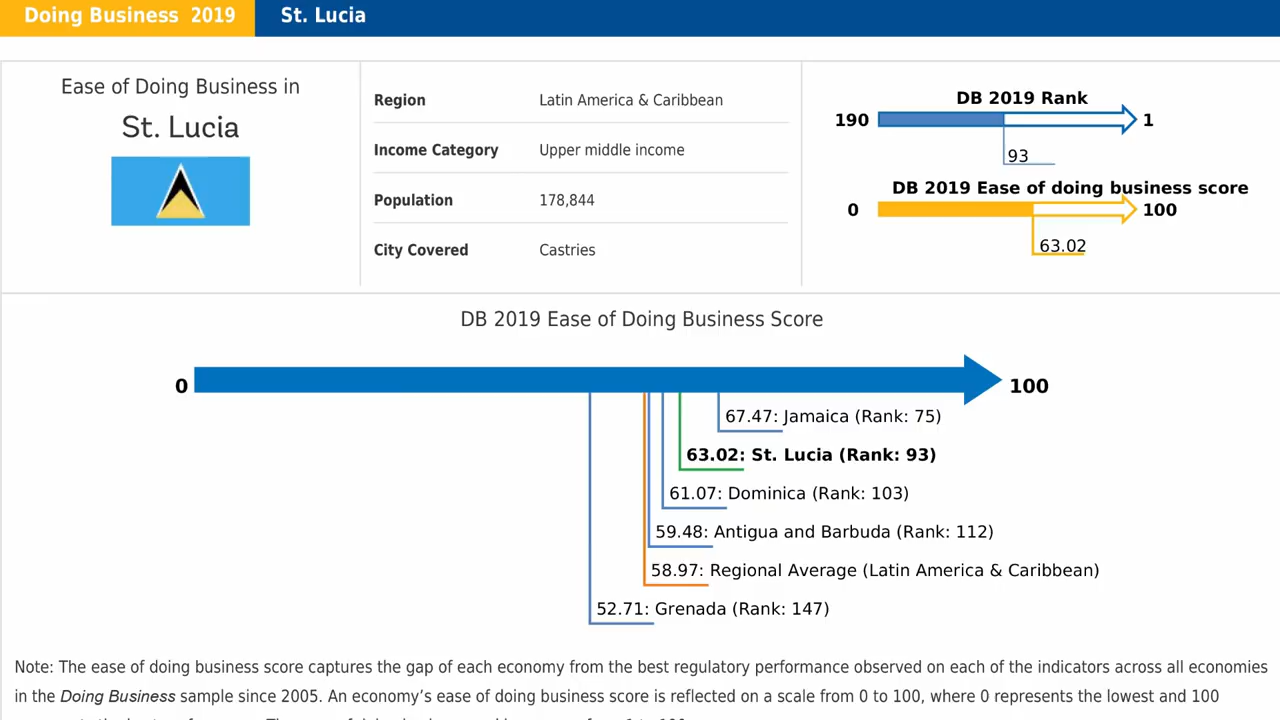 Doing Business 2019 St. Lucia
Ease of Doing Business in
St. Lucia
Region Latin America & Caribbean
Income Category Upper middle income
Population 178,844
City Covered Castries
DB 2019 Rank
190 1
93
DB 2019 Ease of doing business score
0 100
63.02
DB 2019 Ease of Doing Business Score
0 100
67.47: Jamaica (Rank: 75)
63.02: St. Lucia (Rank: 93)
61.07: Dominica (Rank: 103)
59.48: Antigua and Barbuda (Rank: 112)
58.97: Regional Average (Latin America & Caribbean)
52.71: Grenada (Rank: 147)
Note: The ease of doing business score captures the gap of each economy from the best regulatory performance observed on each of the indicators across all economies
in the Doing Business sample since 2005. An economy’s ease of doing business score is reflected on a scale from 0 to 100, where 0 represents the lowest and 100